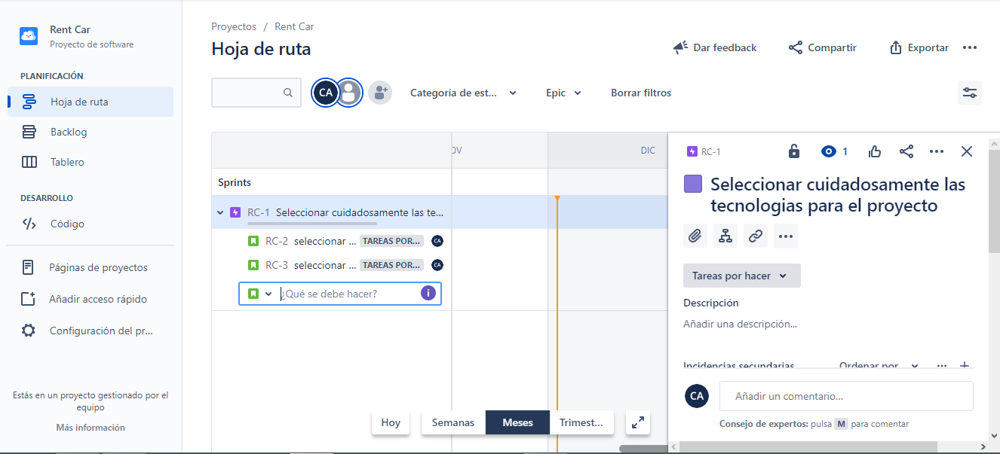 Rent Car
Proyecto de software
PLANIFICACIÓN
Hoja de ruta
Backlog
Tablero
DESARROLLO
Código
Páginas de proyectos
Añadir acceso rápido
Configuración del pr...
Estás en un proyecto gestionado por el
equipo
Más información
Proyectos / Rent Car
Hoja de ruta
Dar feedback
Compartir
Exportar
CA
Categoría de est...
Epic
Borrar filtros
OV
DIC
Sprints
RC-1 Seleccionar cuidadosamente las te...
RC-2 seleccionar ... TAREAS POR... CA
RC-3 seleccionar ... TAREAS POR... CA
¿Qué se debe hacer?
Hoy
Semanas
Meses
Trimest...
RC-1
1
Seleccionar cuidadosamente las
tecnologias para el proyecto
Tareas por hacer
Descripción
Añadir una descripción...
Incidencias secundarias
Ordenar por
CA
Añadir un comentario...
Consejo de expertos: pulsa M para comentar